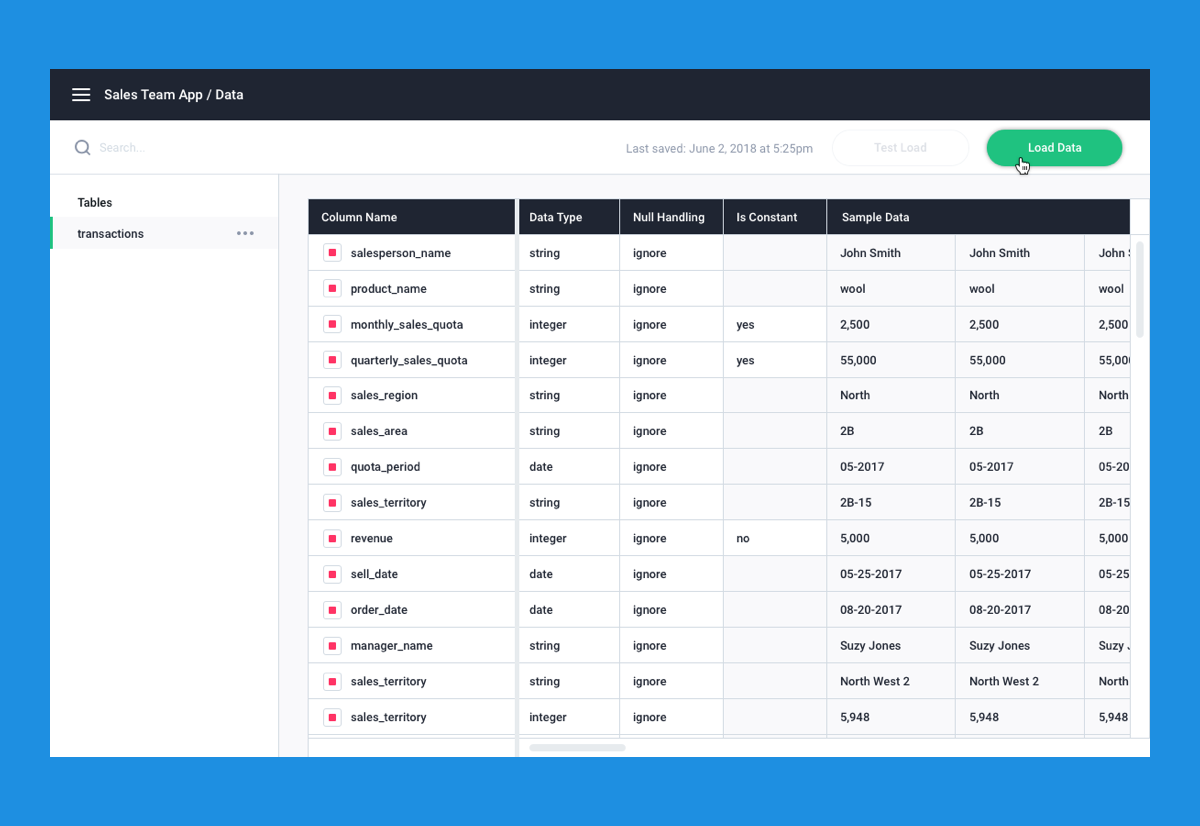 Sales Team App / Data
Search...
Last saved: June 2, 2018 at 5:25pm
Test Load
Load Data
Tables
transactions
Column Name Data Type Null Handling Is Constant Sample Data
salesperson_name string ignore John Smith John Smith John
product_name string ignore wool wool wool
monthly_sales_quota integer ignore yes 2,500 2,500 2,500
quarterly_sales_quota integer ignore yes 55,000 55,000 55,000
sales_region string ignore North North North
sales_area string ignore 2B 2B 2B
quota_period date ignore 05-2017 05-2017 05-20
sales_territory string ignore 2B-15 2B-15 2B-15
revenue integer ignore no 5,000 5,000 5,000
sell_date date ignore 05-25-2017 05-25-2017 05-25
order_date date ignore 08-20-2017 08-20-2017 08-20
manager_name string ignore Suzy Jones Suzy Jones Suzy
sales_territory string ignore North West 2 North West 2 North
sales_territory integer ignore 5,948 5,948 5,948